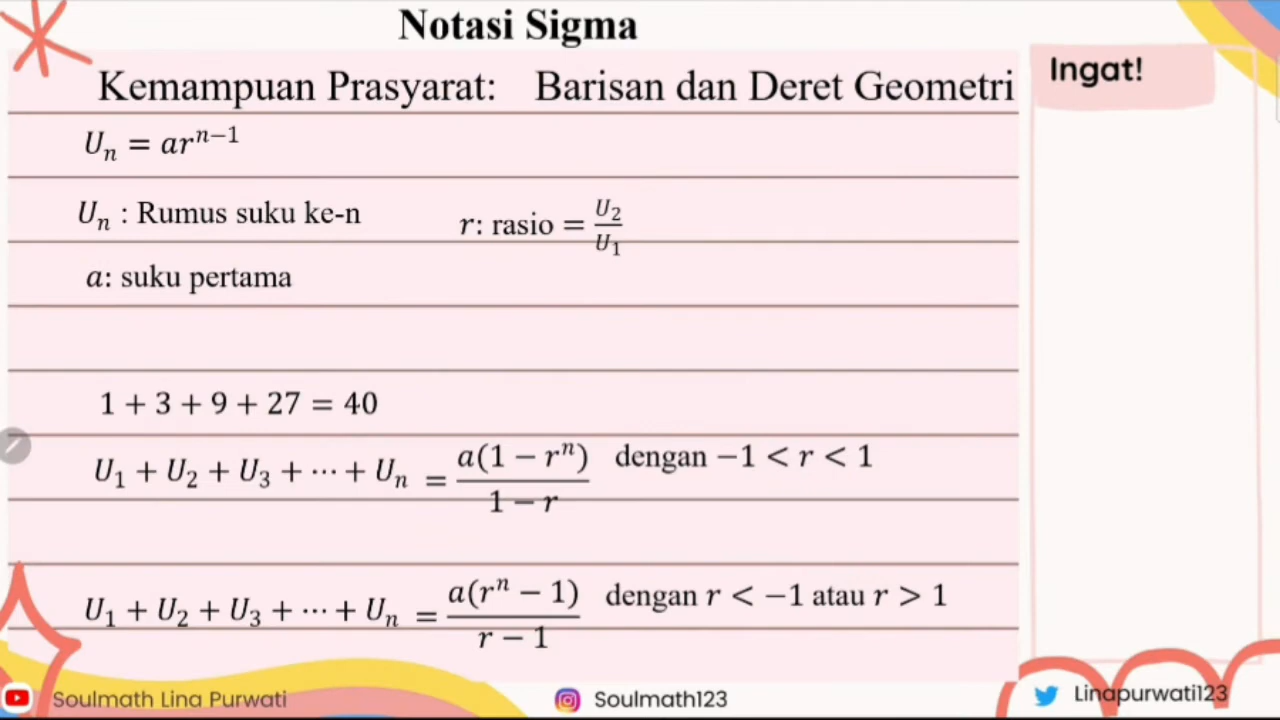 Notasi Sigma
Kemampuan Prasyarat: Barisan dan Deret Geometri
Ingat!
Uₙ = arⁿ⁻¹
Uₙ : Rumus suku ke-n r: rasio = U₂/U₁
a: suku pertama
1 + 3 + 9 + 27 = 40
U₁ + U₂ + U₃ + ⋯ + Uₙ = a(1 − rⁿ)/(1 − r) dengan −1 < r < 1
U₁ + U₂ + U₃ + ⋯ + Uₙ = a(rⁿ − 1)/(r − 1) dengan r < −1 atau r > 1
Soulmath Lina Purwati Soulmath123 Linapurwati123